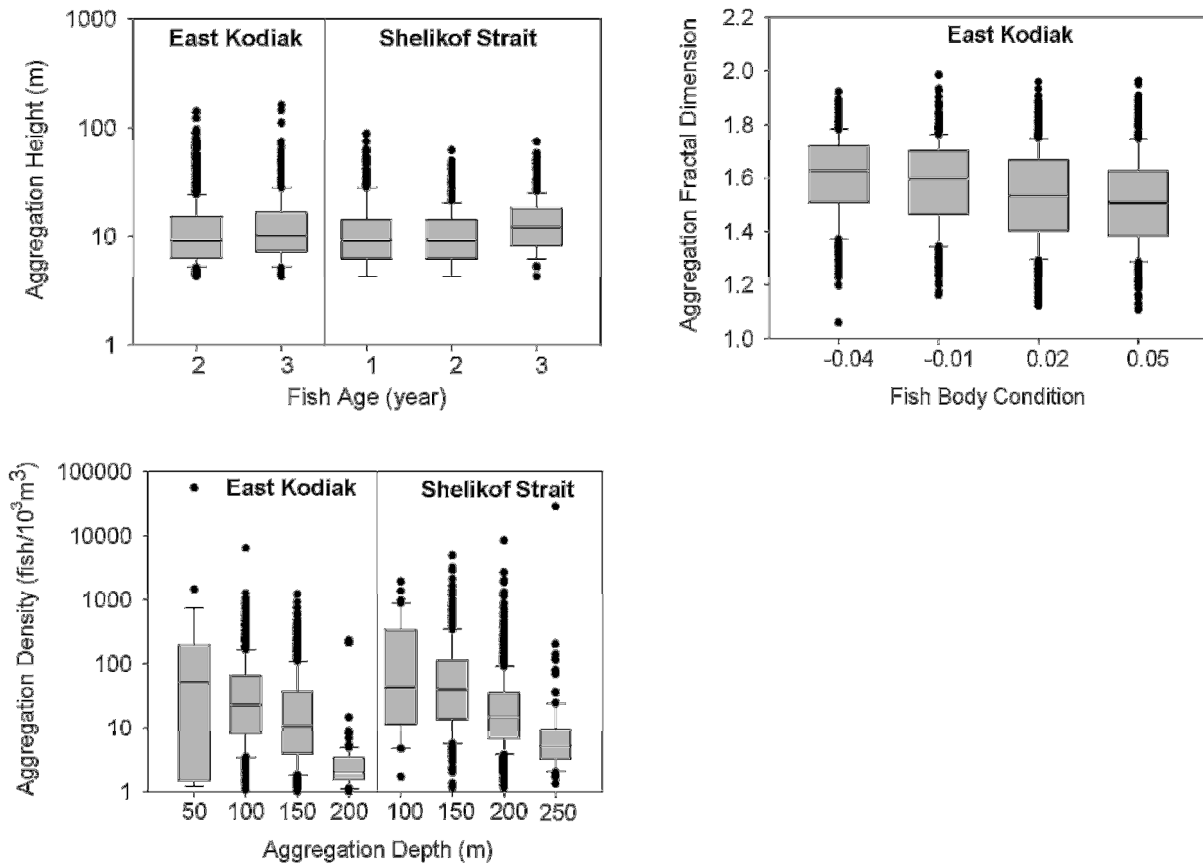 East Kodiak Shelikof Strait
Aggregation Height (m)
1000
100
10
1
2 3 1 2 3
Fish Age (year)
East Kodiak
Aggregation Fractal Dimension
2.2
2.0
1.8
1.6
1.4
1.2
1.0
-0.04 -0.01 0.02 0.05
Fish Body Condition
East Kodiak Shelikof Strait
Aggregation Density (fish/10³m³)
100000
10000
1000
100
10
1
50 100 150 200 100 150 200 250
Aggregation Depth (m)